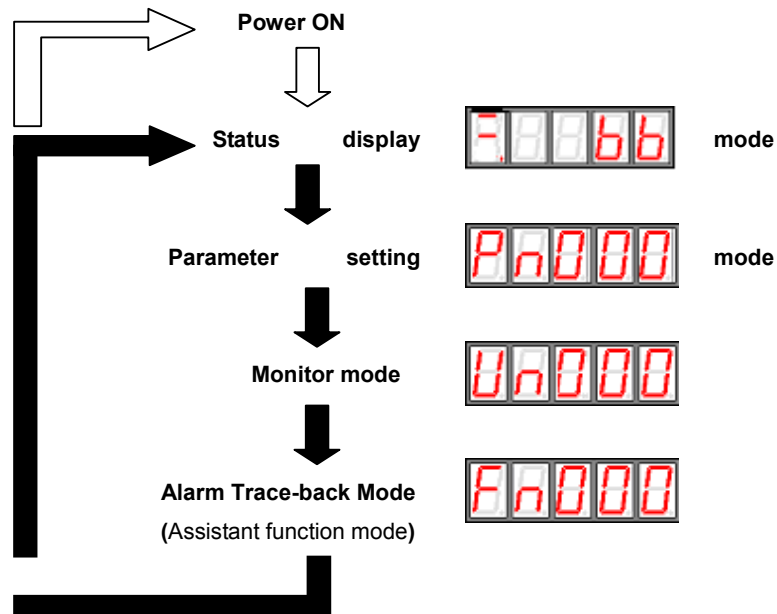 Power ON
Status display bb mode
Parameter setting Pn000 mode
Monitor mode Un000
Alarm Trace-back Mode Fn000
(Assistant function mode)